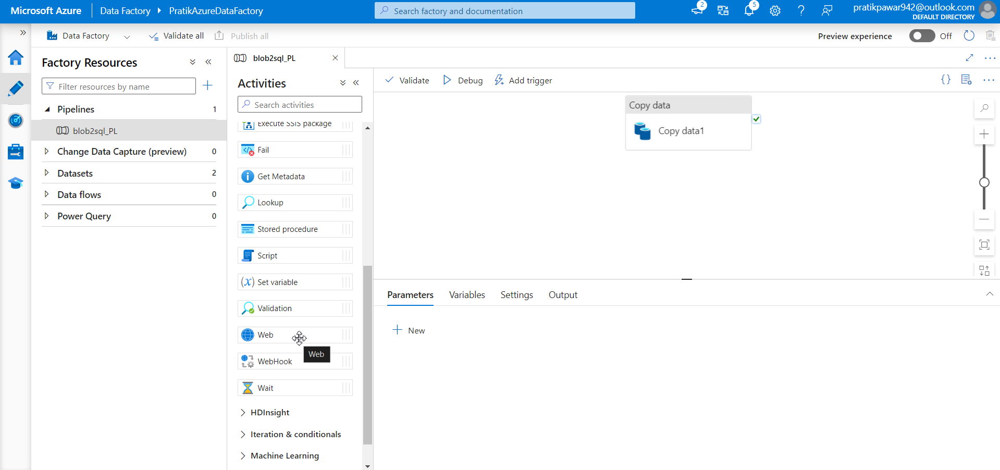 Microsoft Azure
Data Factory
PratikAzureDataFactory
Search factory and documentation
2
5
pratikpawar942@outlook.com
DEFAULT DIRECTORY
Data Factory
Validate all
Publish all
Preview experience
Off
Factory Resources
Filter resources by name
Pipelines
1
blob2sql_PL
Change Data Capture (preview)
0
Datasets
2
Data flows
0
Power Query
0
blob2sql_PL
Activities
Search activities
Execute SSIS package
Fail
Get Metadata
Lookup
Stored procedure
Script
(x) Set variable
Validation
Web
Web
WebHook
Wait
HDInsight
Iteration & conditionals
Machine Learning
Validate
Debug
Add trigger
{}
Copy data
Copy data1
Parameters
Variables
Settings
Output
New